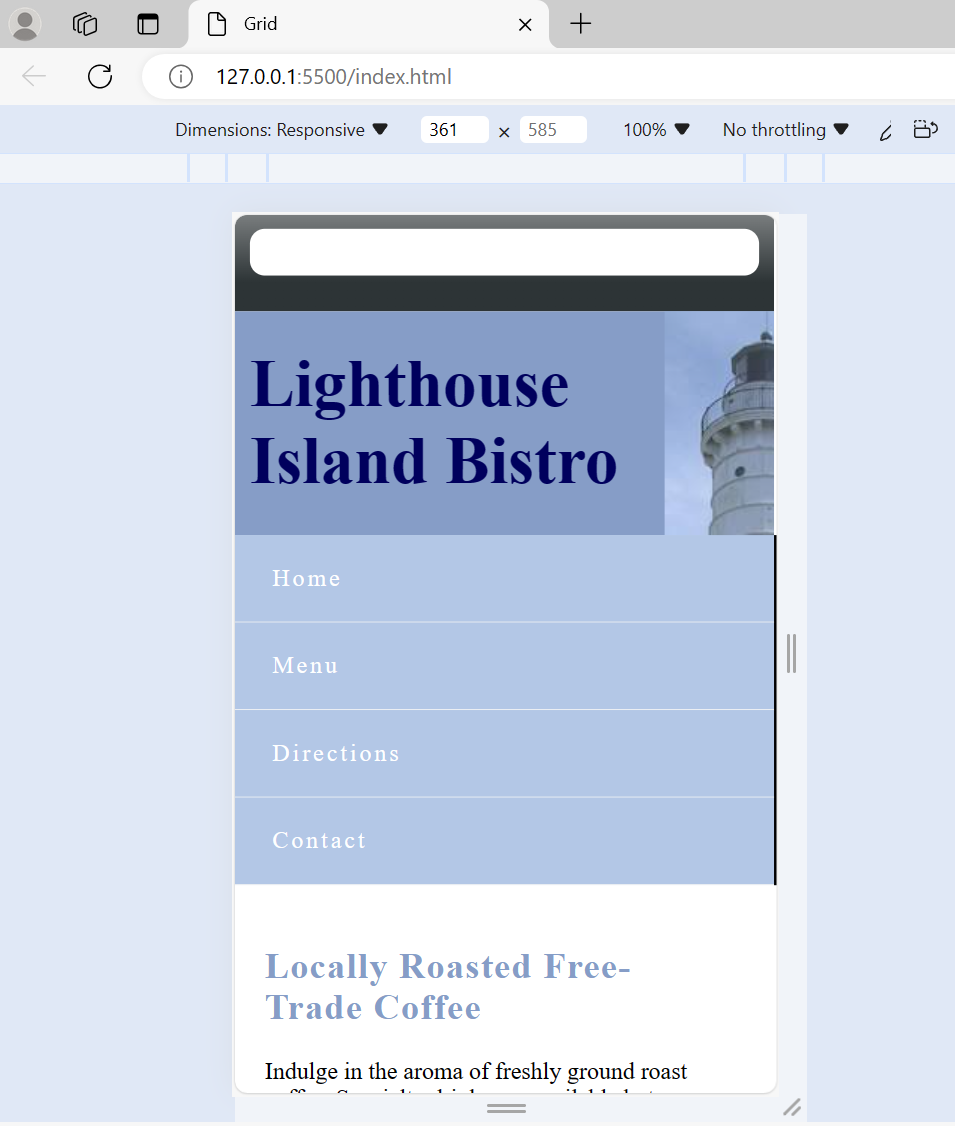 Grid
127.0.0.1:5500/index.html
Dimensions: Responsive 361 × 585 100% No throttling
Lighthouse
Island Bistro
Home
Menu
Directions
Contact
Locally Roasted Free-
Trade Coffee
Indulge in the aroma of freshly ground roast